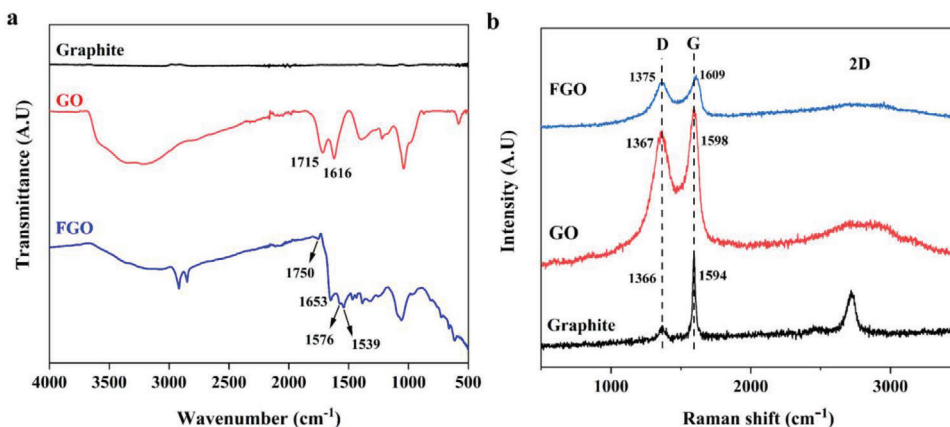 a
Graphite
GO
1715
1616
FGO
1750
1653
1576
1539
Transmittance (A.U)
4000 3500 3000 2500 2000 1500 1000 500
Wavenumber (cm⁻¹)
b
D G
2D
FGO
1375 1609
1367 1598
GO
1366 1594
Graphite
Intensity (A.U)
1000 2000 3000
Raman shift (cm⁻¹)